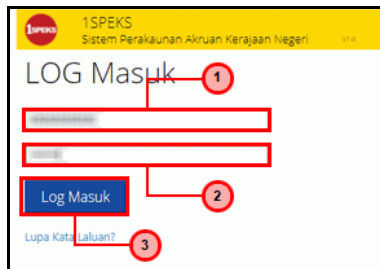 1SPEKS
1SPEKS
Sistem Perakaunan Akruan Kerajaan Negeri V1.0
LOG Masuk
1
2
Log Masuk
Lupa Kata Laluan?
3